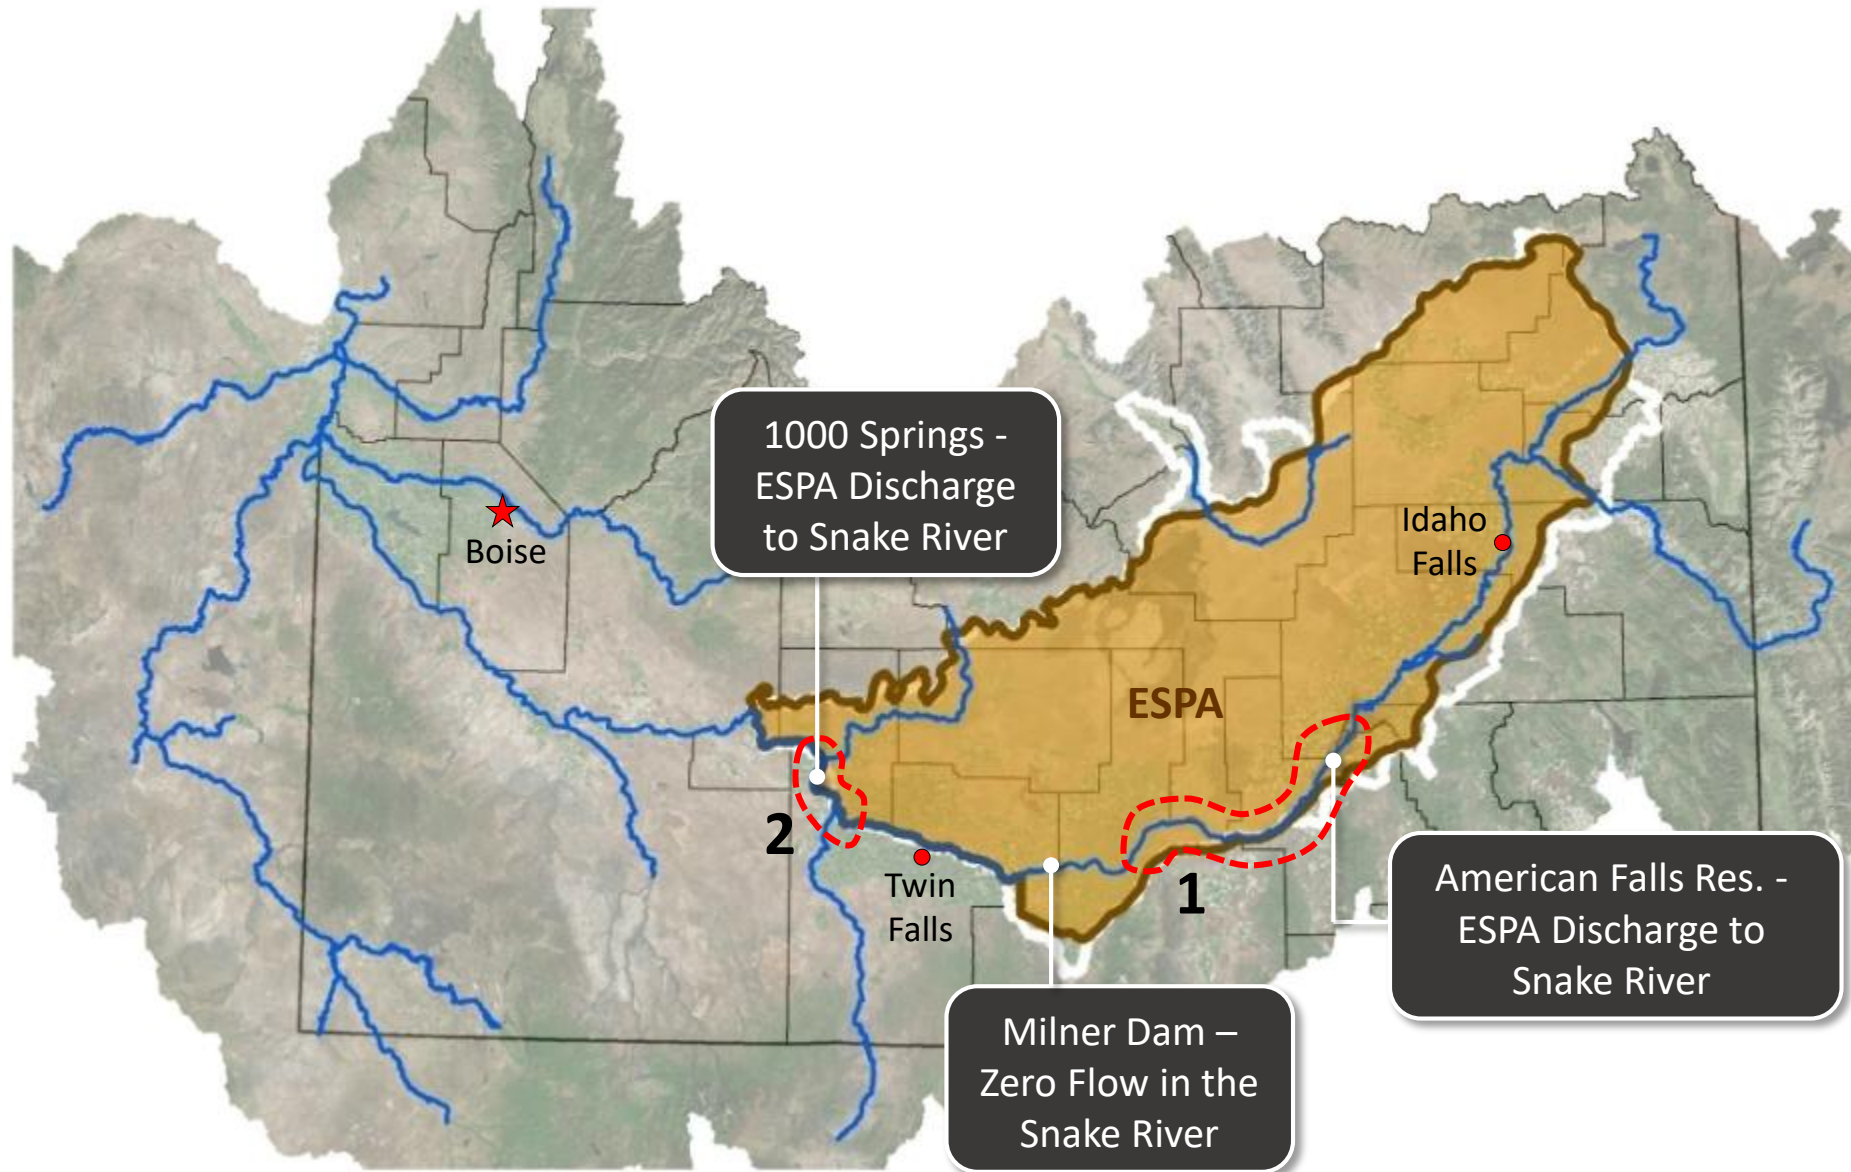 1000 Springs -
ESPA Discharge
to Snake River
Boise
Idaho
Falls
ESPA
2
Twin
Falls
1
American Falls Res. -
ESPA Discharge to
Snake River
Milner Dam –
Zero Flow in the
Snake River